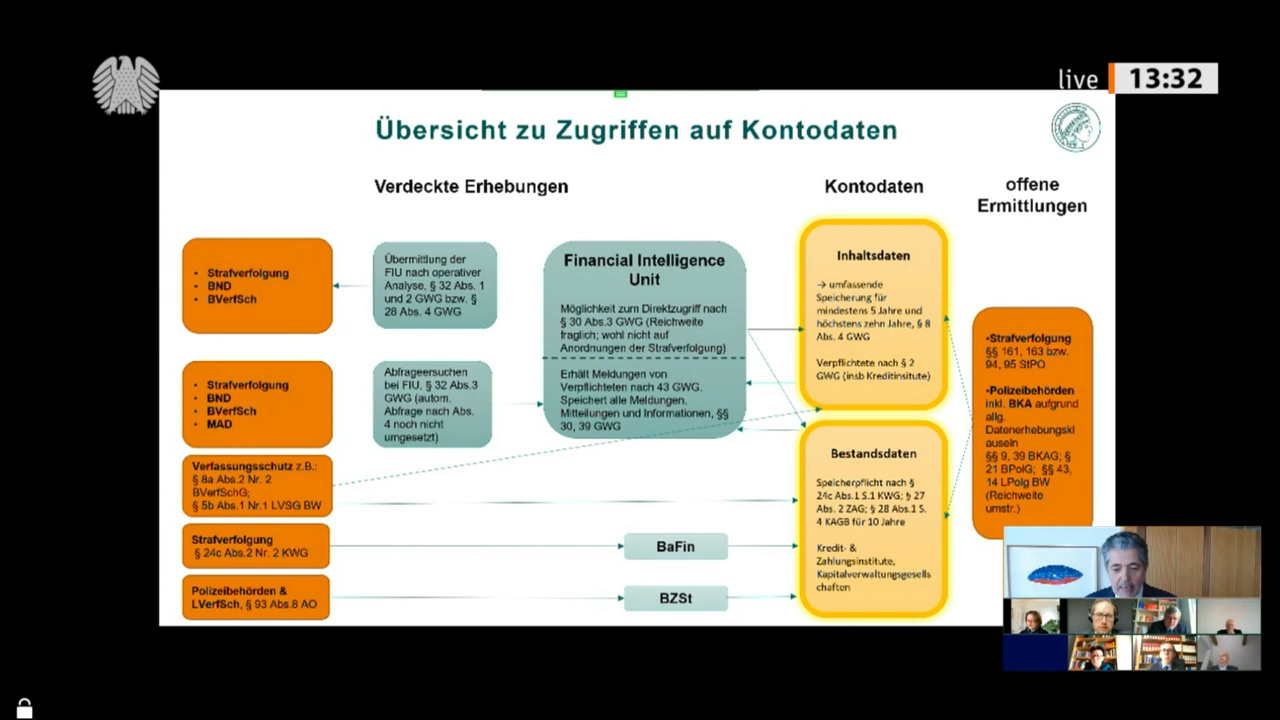 live 13:32
Übersicht zu Zugriffen auf Kontodaten
Verdeckte Erhebungen
Kontodaten
offene
Ermittlungen
• Strafverfolgung
• BND
• BVerfSch
Übermittlung der
FIU nach operativer
Analyse, § 32 Abs. 1
und 2 GWG bzw. §
28 Abs. 4 GWG
Financial Intelligence
Unit
Möglichkeit zum Direktzugriff nach
§ 30 Abs.3 GWG (Reichweite
fraglich; wohl nicht auf
Anordnungen der Strafverfolgung)
Erhält Meldungen von
Verpflichteten nach 43 GWG.
Speichert alle Meldungen,
Mitteilungen und Informationen, §§
30, 39 GWG
Inhaltsdaten
→ umfassende
Speicherung für
mindestens 5 Jahre und
höchstens zehn Jahre, § 8
Abs. 4 GWG
Verpflichtete nach § 2
GWG (insb Kreditinsitute)
• Strafverfolgung
• BND
• BVerfSch
• MAD
Abfrageersuchen
bei FIU, § 32 Abs.3
GWG (autom.
Abfrage nach Abs.
4 noch nicht
umgesetzt)
Verfassungsschutz z.B.:
§ 8a Abs.2 Nr. 2
BVerfSchG;
§ 5b Abs.1 Nr.1 LVSG BW
Strafverfolgung
§ 24c Abs.2 Nr. 2 KWG
Polizeibehörden &
LVerfSch, § 93 Abs.8 AO
BaFin
BZSt
Bestandsdaten
Speicherpflicht nach §
24c Abs.1 S.1 KWG; § 27
Abs. 2 ZAG; § 28 Abs.1 S.
4 KAGB für 10 Jahre
Kredit- &
Zahlungsinstitute,
Kapitalverwaltungsgesells
chaften
•Strafverfolgung
§§ 161, 163 bzw.
94, 95 StPO
•Polizeibehörden
inkl. BKA aufgrund
allg.
Datenerhebungskl
auseln
§§ 9, 39 BKAG; §
21 BPolG; §§ 43,
14 LPolg BW
(Reichweite
umstr.)